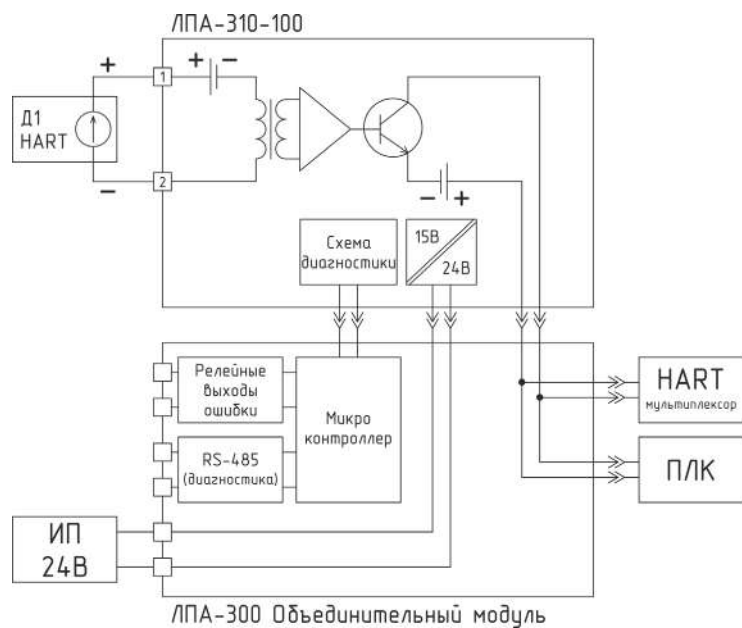 ЛПА-310-100
+
+ –
1
Д1
HART
2
–
– +
Схема
диагностики
15В
24В
Релейные
выходы
ошибки
Микро
контроллер
RS-485
(диагностика)
HART
мультиплексор
ПЛК
ИП
24В
ЛПА-300 Объединительный модуль